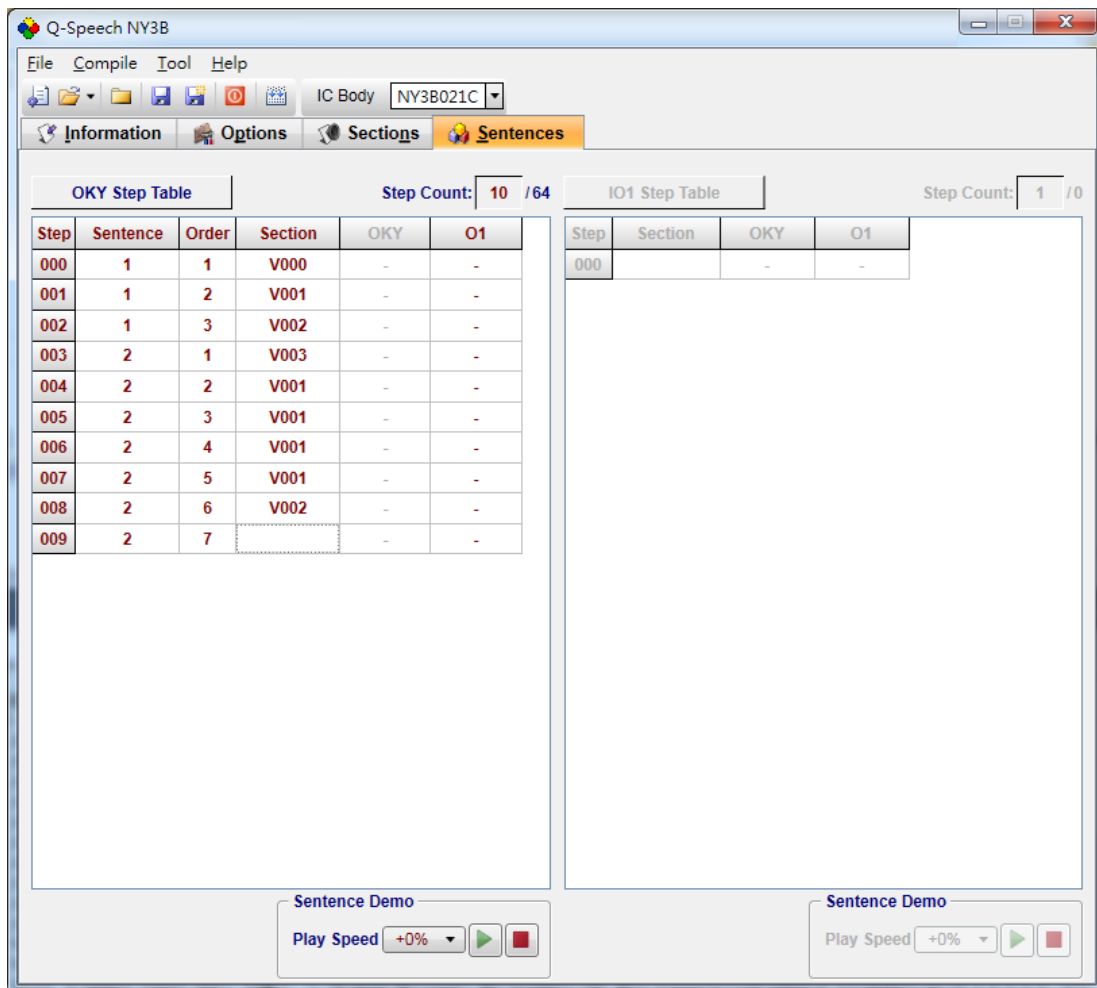 Q-Speech NY3B
File Compile Tool Help
IC Body NY3B021C
Information Options Sections Sentences
OKY Step Table Step Count: 10 / 64
Step Sentence Order Section OKY O1
000 1 1 V000 - -
001 1 2 V001 - -
002 1 3 V002 - -
003 2 1 V003 - -
004 2 2 V001 - -
005 2 3 V001 - -
006 2 4 V001 - -
007 2 5 V001 - -
008 2 6 V002 - -
009 2 7 - -
Sentence Demo
Play Speed +0%
IO1 Step Table Step Count: 1 / 0
Step Section OKY O1
000 - -
Sentence Demo
Play Speed +0%